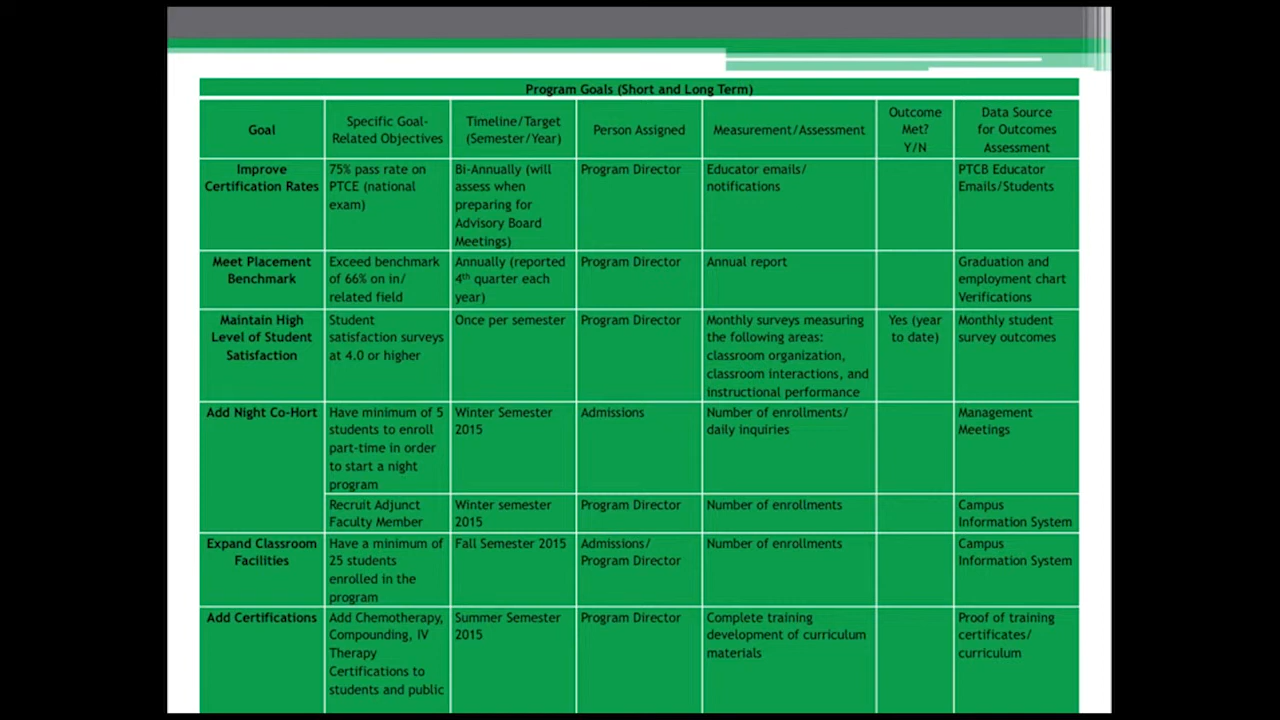 Program Goals (Short and Long Term)
Goal
Specific Goal-
Related Objectives
Timeline/Target
(Semester/Year)
Person Assigned
Measurement/Assessment
Outcome
Met?
Y/N
Data Source
for Outcomes
Assessment
Improve
Certification Rates
75% pass rate on
PTCE (national
exam)
Bi-Annually (will
assess when
preparing for
Advisory Board
Meetings)
Program Director
Educator emails/
notifications
PTCB Educator
Emails/Students
Meet Placement
Benchmark
Exceed benchmark
of 66% on in/
related field
Annually (reported
4th quarter each
year)
Program Director
Annual report
Graduation and
employment chart
Verifications
Maintain High
Level of Student
Satisfaction
Student
satisfaction surveys
at 4.0 or higher
Once per semester
Program Director
Monthly surveys measuring
the following areas:
classroom organization,
classroom interactions, and
instructional performance
Yes (year
to date)
Monthly student
survey outcomes
Add Night Co-Hort
Have minimum of 5
students to enroll
part-time in order
to start a night
program
Winter Semester
2015
Admissions
Number of enrollments/
daily inquiries
Management
Meetings
Recruit Adjunct
Faculty Member
Winter semester
2015
Program Director
Number of enrollments
Campus
Information System
Expand Classroom
Facilities
Have a minimum of
25 students
enrolled in the
program
Fall Semester 2015
Admissions/
Program Director
Number of enrollments
Campus
Information System
Add Certifications
Add Chemotherapy,
Compounding, IV
Therapy
Certifications to
students and public
Summer Semester
2015
Program Director
Complete training
development of curriculum
materials
Proof of training
certificates/
curriculum